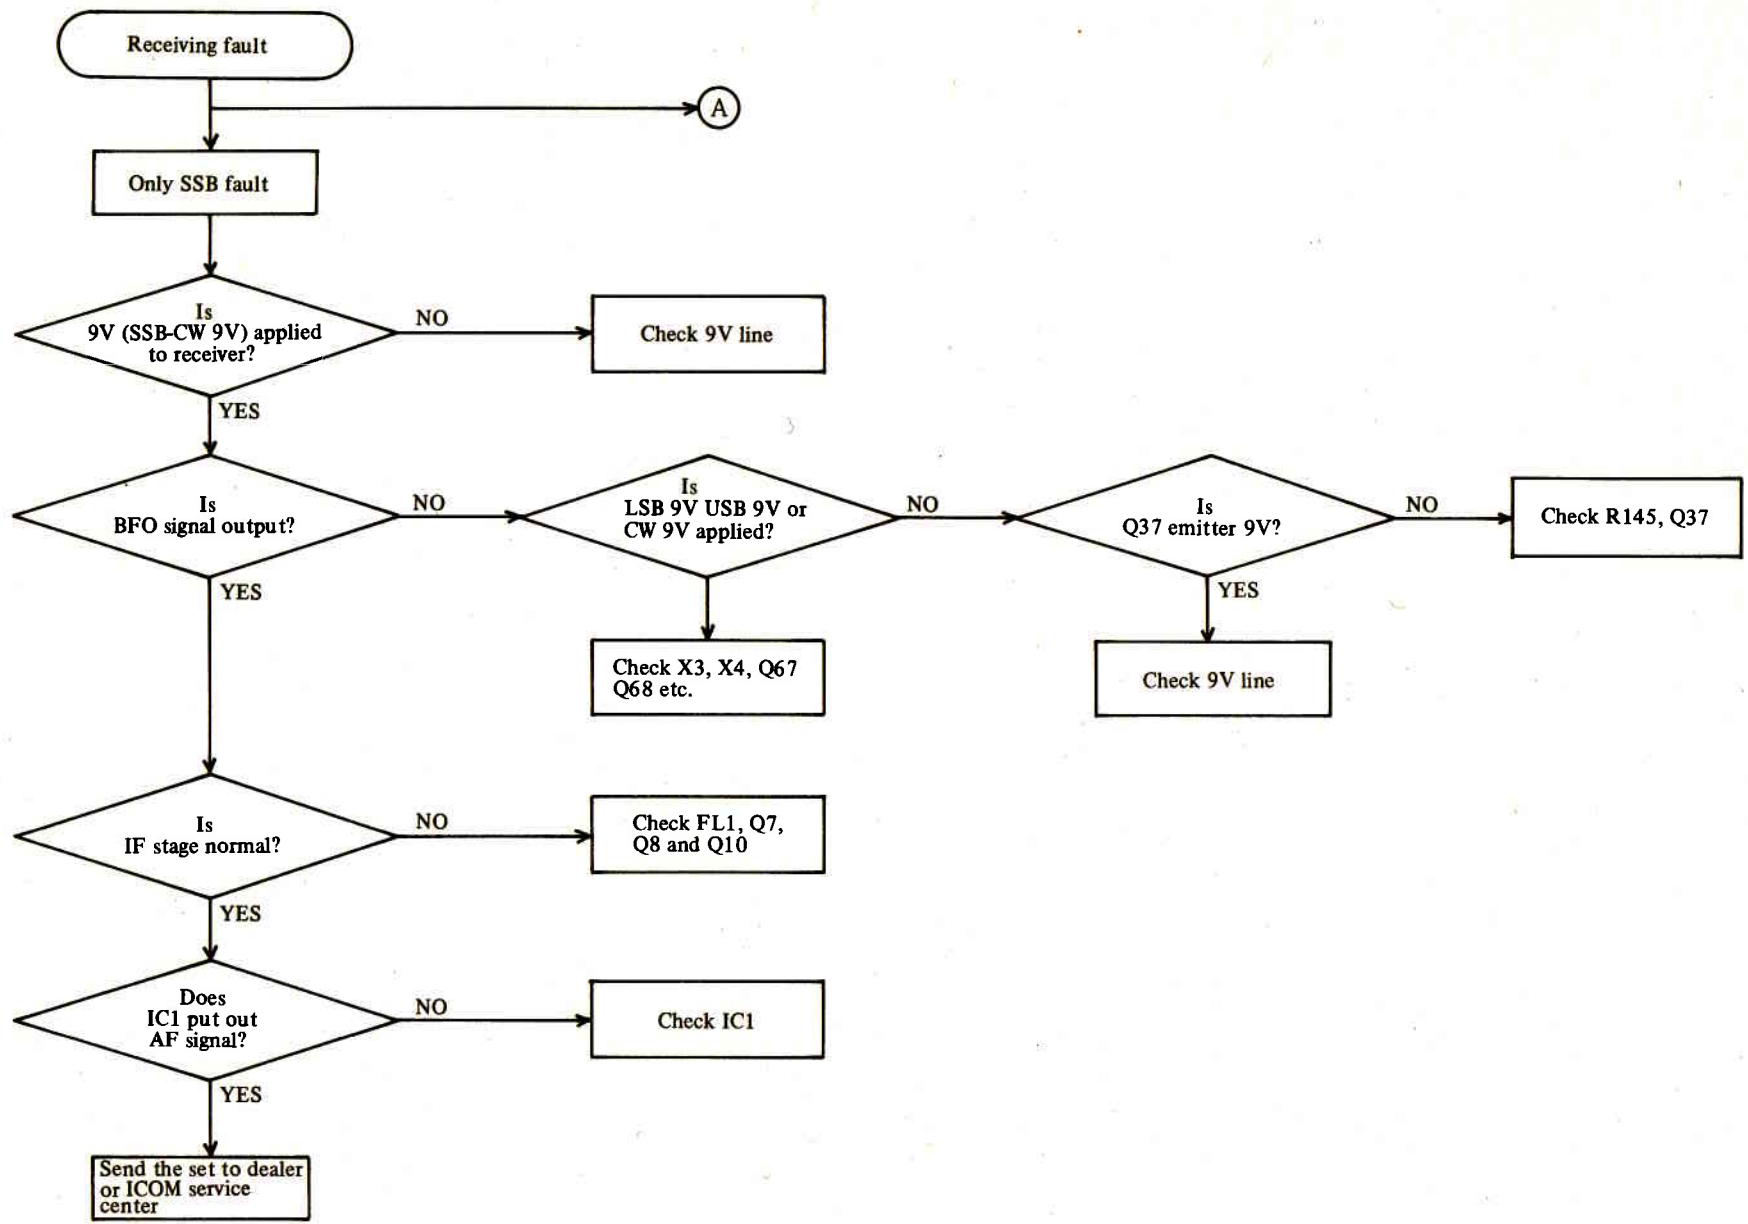 Receiving fault
A
Only SSB fault
Is
9V (SSB-CW 9V) applied
to receiver?
NO
Check 9V line
YES
Is
BFO signal output?
NO
Is
LSB 9V USB 9V or
CW 9V applied?
NO
Is
Q37 emitter 9V?
NO
Check R145, Q37
YES
YES
Check X3, X4, Q67
Q68 etc.
Check 9V line
Is
IF stage normal?
NO
Check FL1, Q7,
Q8 and Q10
YES
Does
IC1 put out
AF signal?
NO
Check IC1
YES
Send the set to dealer
or ICOM service
center